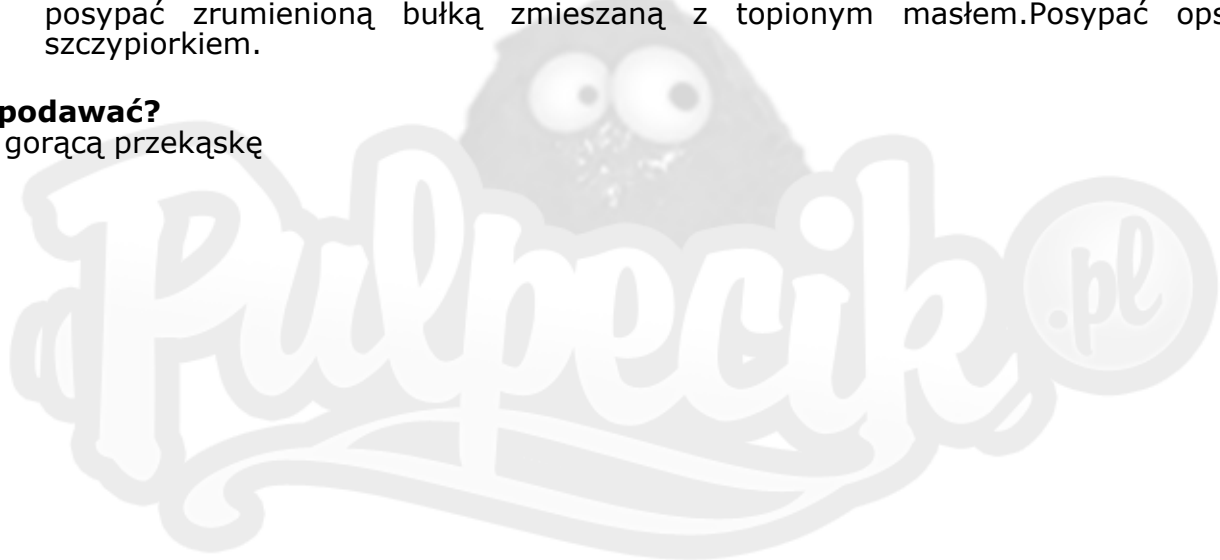 posypać zrumienioną bułką zmieszaną z topionym masłem.Posypać
szczypiorkiem.
podawać?
gorącą przekąskę
Pulpecik .pl